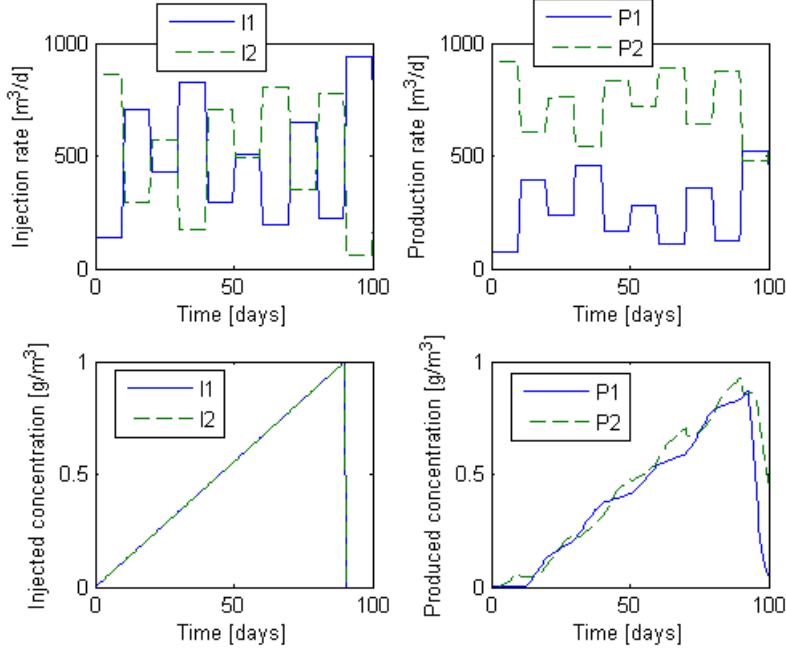 I1
I2
Injection rate [m³/d]
1000
500
0
0
50
100
Time [days]
P1
P2
Production rate [m³/d]
1000
500
0
0
50
100
Time [days]
I1
I2
Injected concentration [g/m³]
1
0.5
0
0
50
100
Time [days]
P1
P2
Produced concentration [g/m³]
1
0.5
0
0
50
100
Time [days]